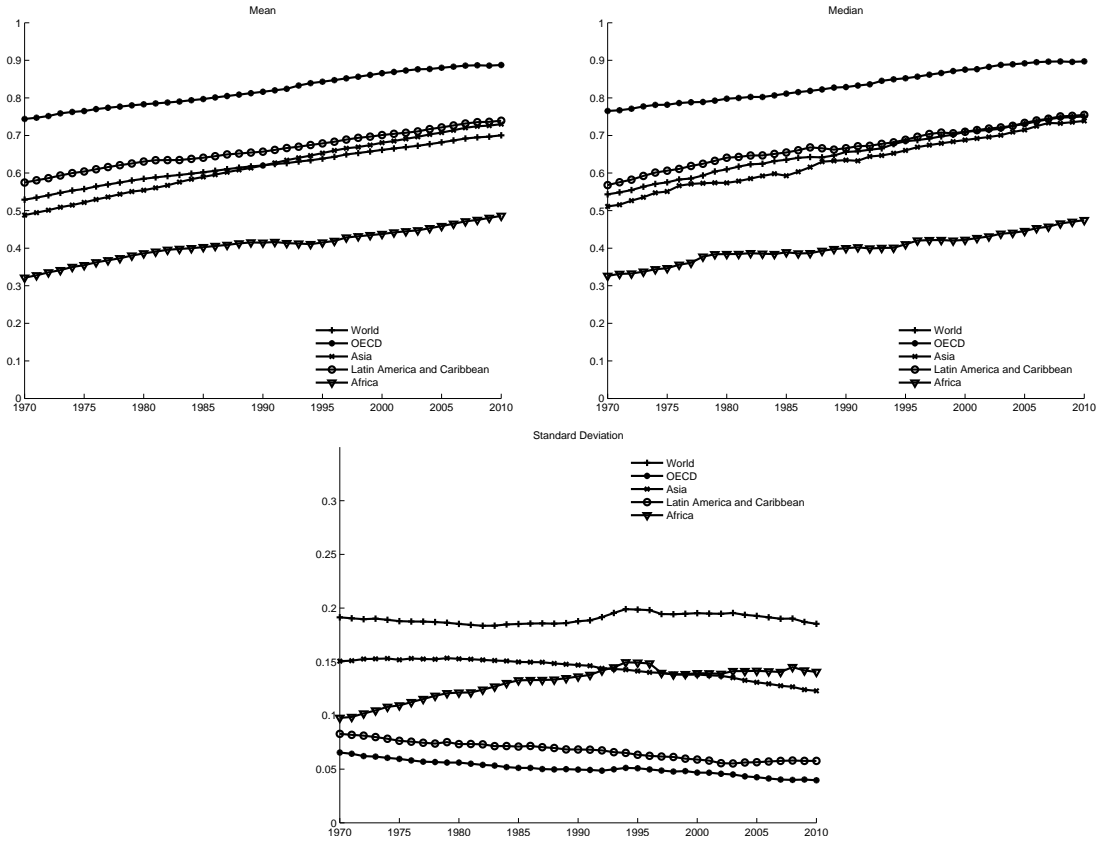 Mean
1
0.9
0.8
0.7
0.6
0.5
0.4
0.3
0.2
0.1
0
1970 1975 1980 1985 1990 1995 2000 2005 2010
World
OECD
Asia
Latin America and Caribbean
Africa
Median
1
0.9
0.8
0.7
0.6
0.5
0.4
0.3
0.2
0.1
0
1970 1975 1980 1985 1990 1995 2000 2005 2010
World
OECD
Asia
Latin America and Caribbean
Africa
Standard Deviation
0.3
0.25
0.2
0.15
0.1
0.05
0
1970 1975 1980 1985 1990 1995 2000 2005 2010
World
OECD
Asia
Latin America and Caribbean
Africa